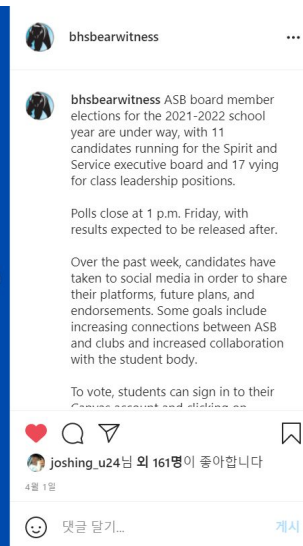 bhsbearwitness
bhsbearwitness ASB board member
elections for the 2021-2022 school
year are under way, with 11
candidates running for the Spirit and
Service executive board and 17 vying
for class leadership positions.
Polls close at 1 p.m. Friday, with
results expected to be released after.
Over the past week, candidates have
taken to social media in order to share
their platforms, future plans, and
endorsements. Some goals include
increasing connections between ASB
and clubs and increased collaboration
with the student body.
To vote, students can sign in to their
Canvas account and clicking on
joshing_u24님 외 161명이 좋아합니다
4월 1일
댓글 달기...
게시